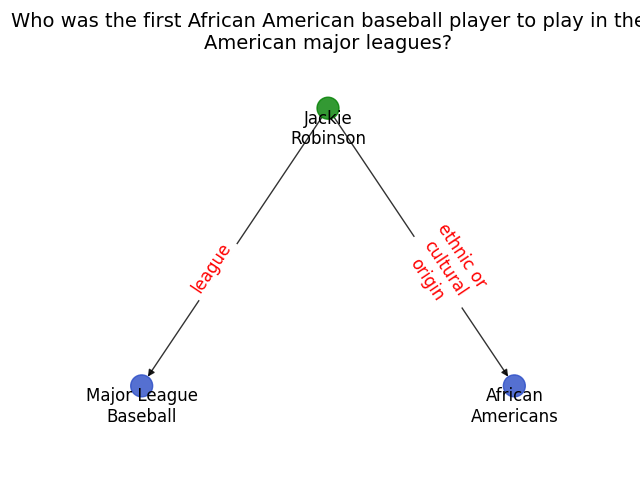 Who was the first African American baseball player to play in the
American major leagues?
Jackie
Robinson
league
ethnic or
cultural
origin
Major League
Baseball
African
Americans